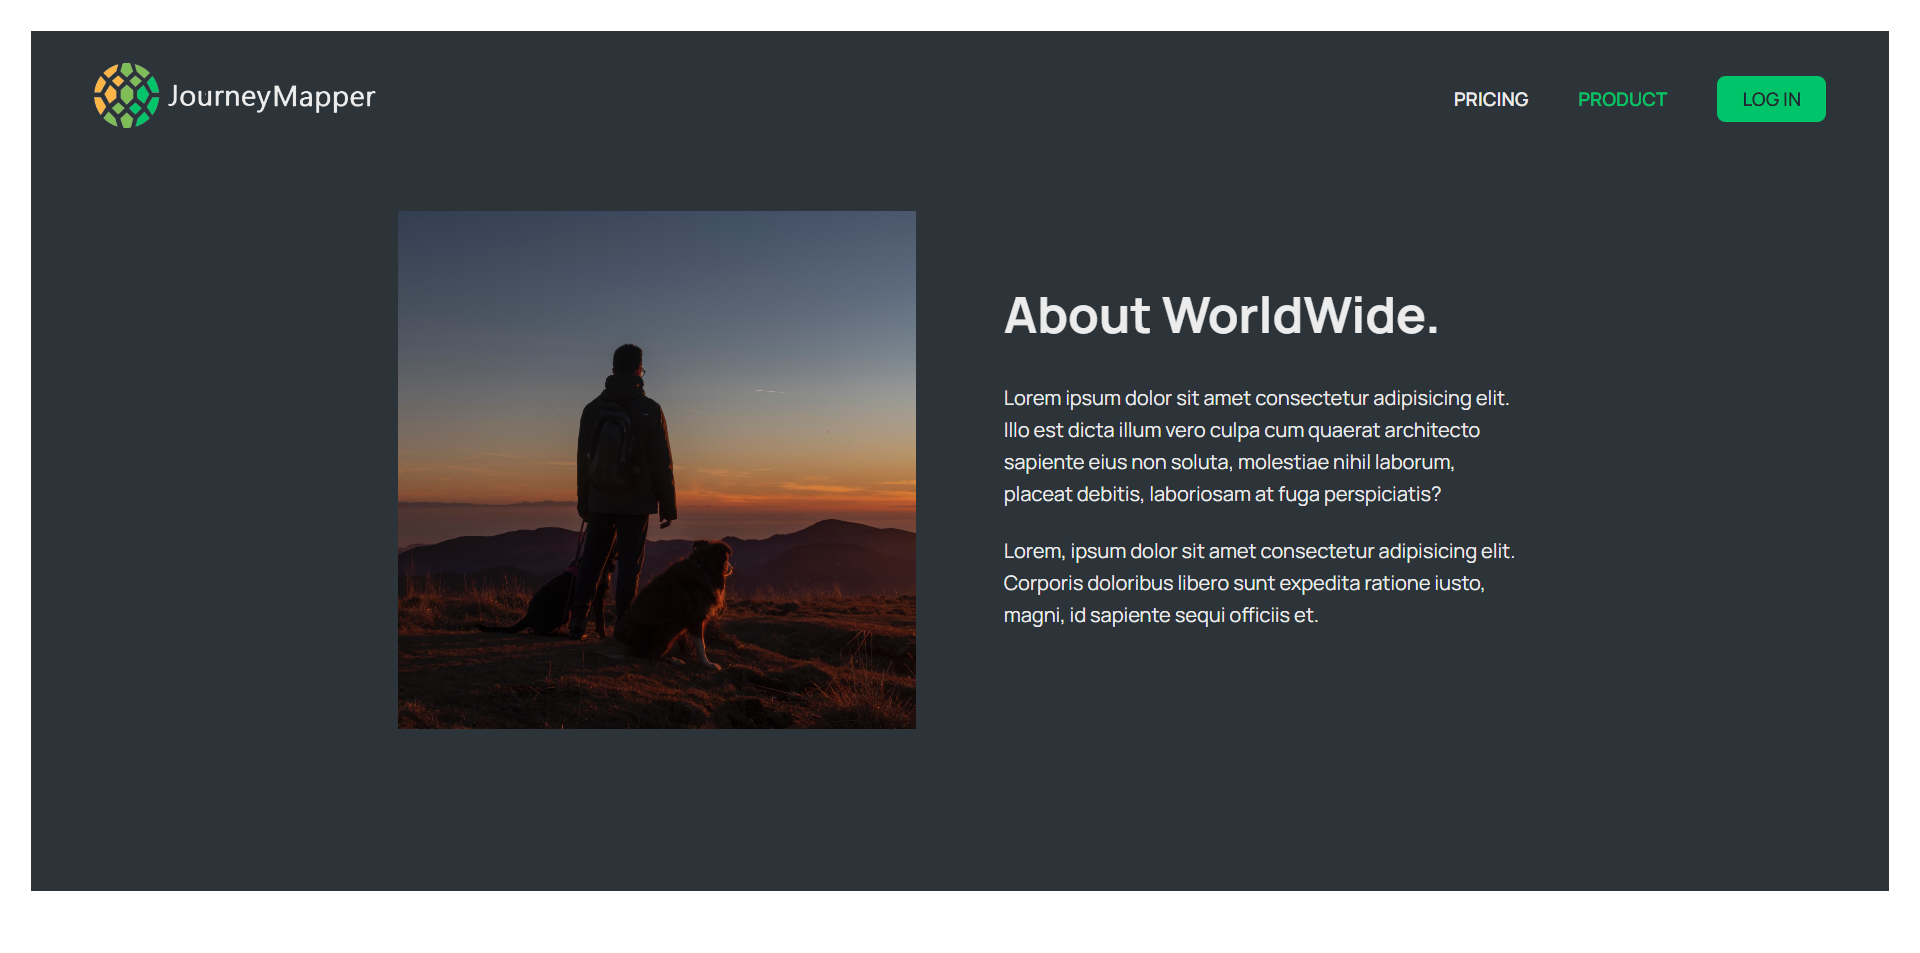 JourneyMapper
PRICING
PRODUCT
LOG IN
About WorldWide.
Lorem ipsum dolor sit amet consectetur adipisicing elit.
Illo est dicta illum vero culpa cum quaerat architecto
sapiente eius non soluta, molestiae nihil laborum,
placeat debitis, laboriosam at fuga perspiciatis?
Lorem, ipsum dolor sit amet consectetur adipisicing elit.
Corporis doloribus libero sunt expedita ratione iusto,
magni, id sapiente sequi officiis et.